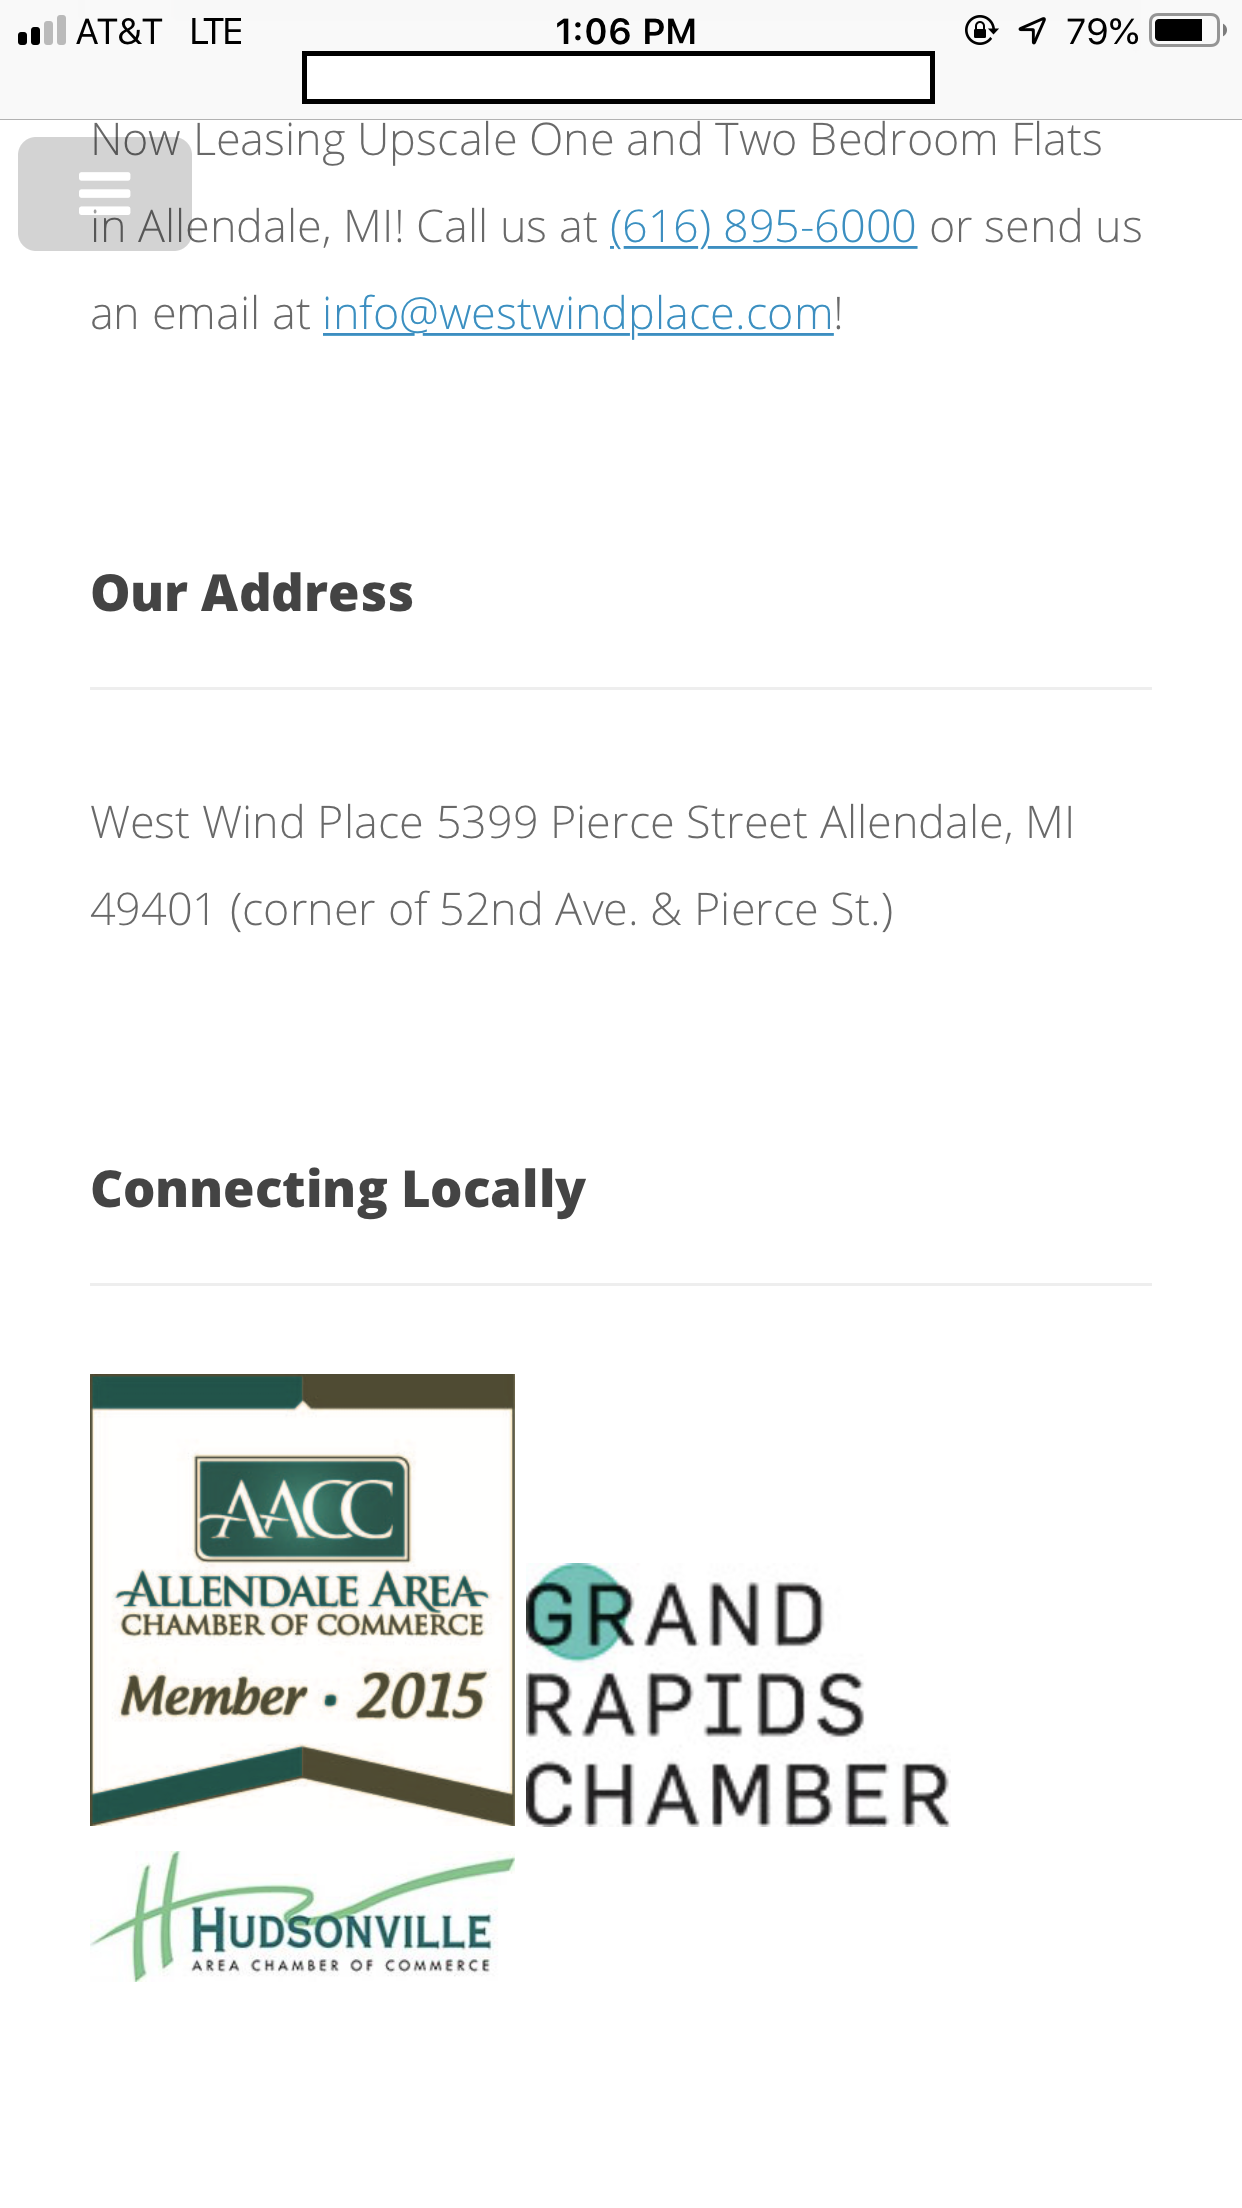 AT&T LTE 1:06 PM 79%
Now Leasing Upscale One and Two Bedroom Flats
in Allendale, MI! Call us at (616) 895-6000 or send us
an email at info@westwindplace.com!
Our Address
West Wind Place 5399 Pierce Street Allendale, MI
49401 (corner of 52nd Ave. & Pierce St.)
Connecting Locally
AACC
ALLENDALE AREA
CHAMBER OF COMMERCE
Member • 2015
GRAND
RAPIDS
CHAMBER
HUDSONVILLE
AREA CHAMBER OF COMMERCE